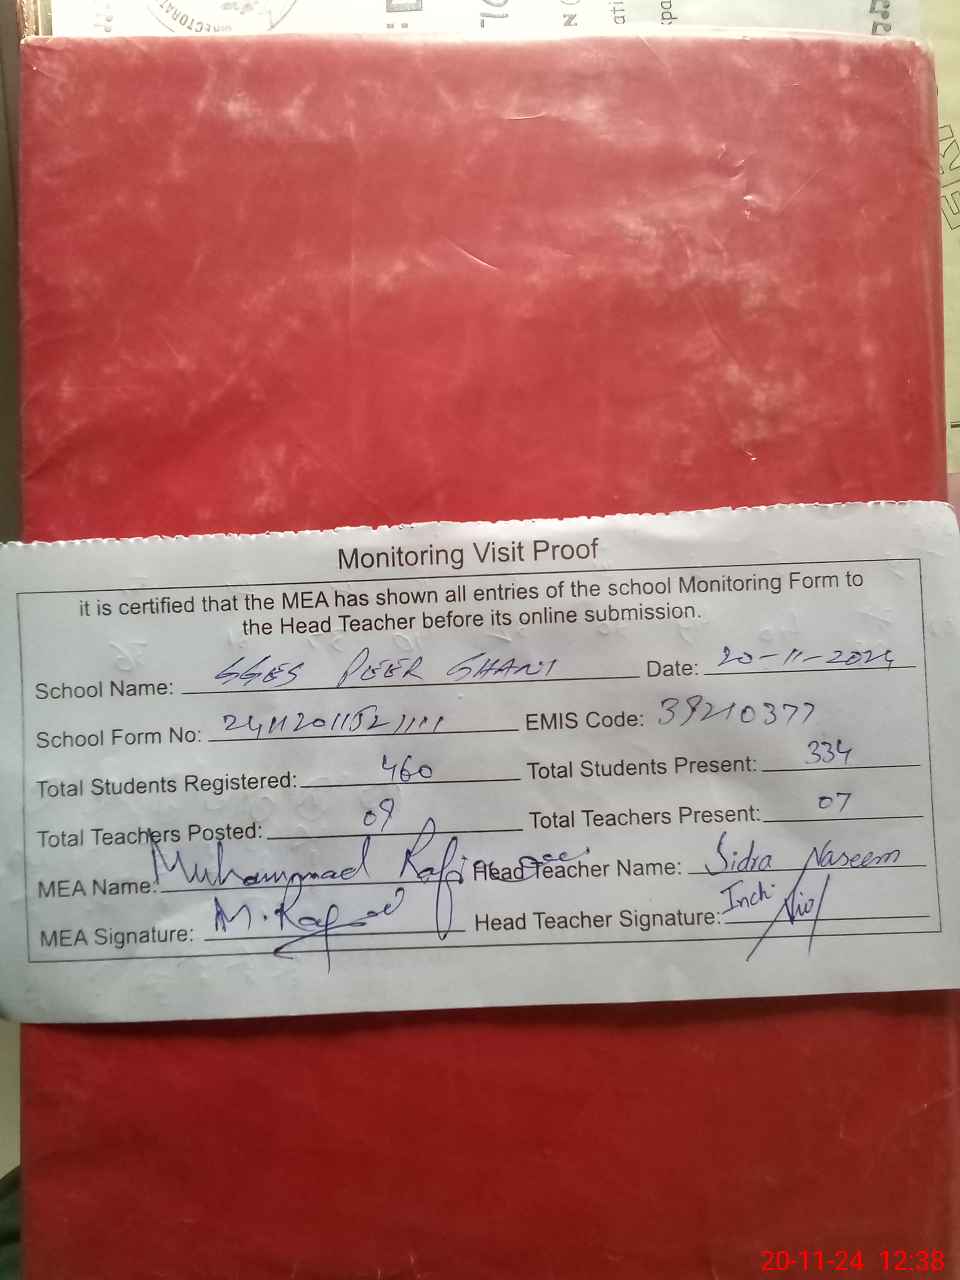 DIRECTORAT
Monitoring Visit Proof
it is certified that the MEA has shown all entries of the school Monitoring Form to
the Head Teacher before its online submission.
School Name: GGES PEER GHANI Date: 20-11-2024
School Form No: 24112011521111 EMIS Code: 39210377
Total Students Registered: 460 Total Students Present: 334
Total Teachers Posted: 09 Total Teachers Present: 07
MEA Name: Muhammad Head Teacher Name: Sidra Naseem
MEA Signature: Head Teacher Signature: Inch
20-11-24 12:38